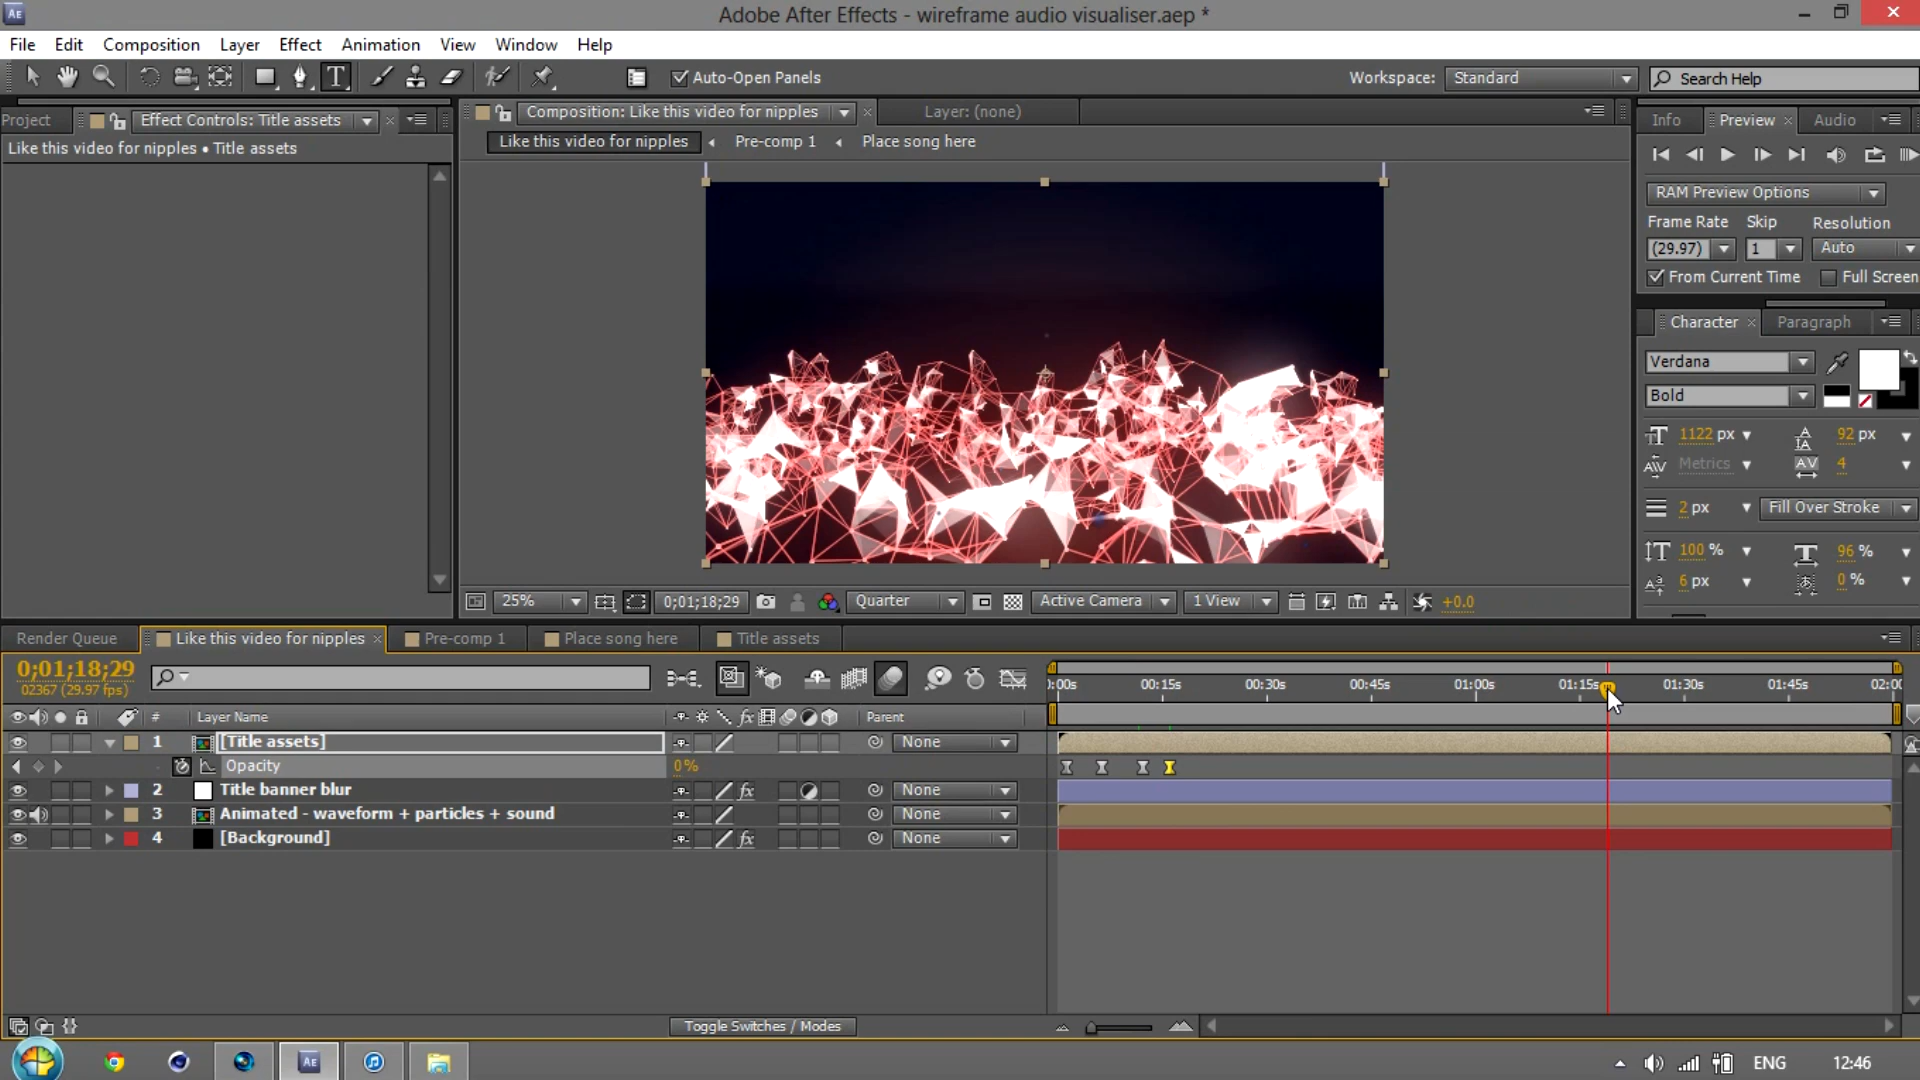 Adobe After Effects - wireframe audio visualiser.aep *
File Edit Composition Layer Effect Animation View Window Help
Auto-Open Panels
Workspace: Standard
Search Help
Project
Effect Controls: Title assets
Like this video for nipples • Title assets
Composition: Like this video for nipples
Layer: (none)
Like this video for nipples Pre-comp 1 Place song here
Info Preview Audio
RAM Preview Options
Frame Rate Skip Resolution
(29.97) 1 Auto
From Current Time Full Screen
Character Paragraph
Verdana
Bold
1122 px 92 px
Metrics 4
2 px Fill Over Stroke
100 % 96 %
6 px 0 %
25% 0;01;18;29 Quarter Active Camera 1 View +0.0
Render Queue Like this video for nipples Pre-comp 1 Place song here Title assets
0;01;18;29
02367 (29.97 fps)
):00s 00:15s 00:30s 00:45s 01:00s 01:15s 01:30s 01:45s 02:00
# Layer Name Parent
1 [Title assets] None
Opacity 0%
2 Title banner blur fx None
3 Animated - waveform + particles + sound None
4 [Background] fx None
Toggle Switches / Modes
ENG 12:46